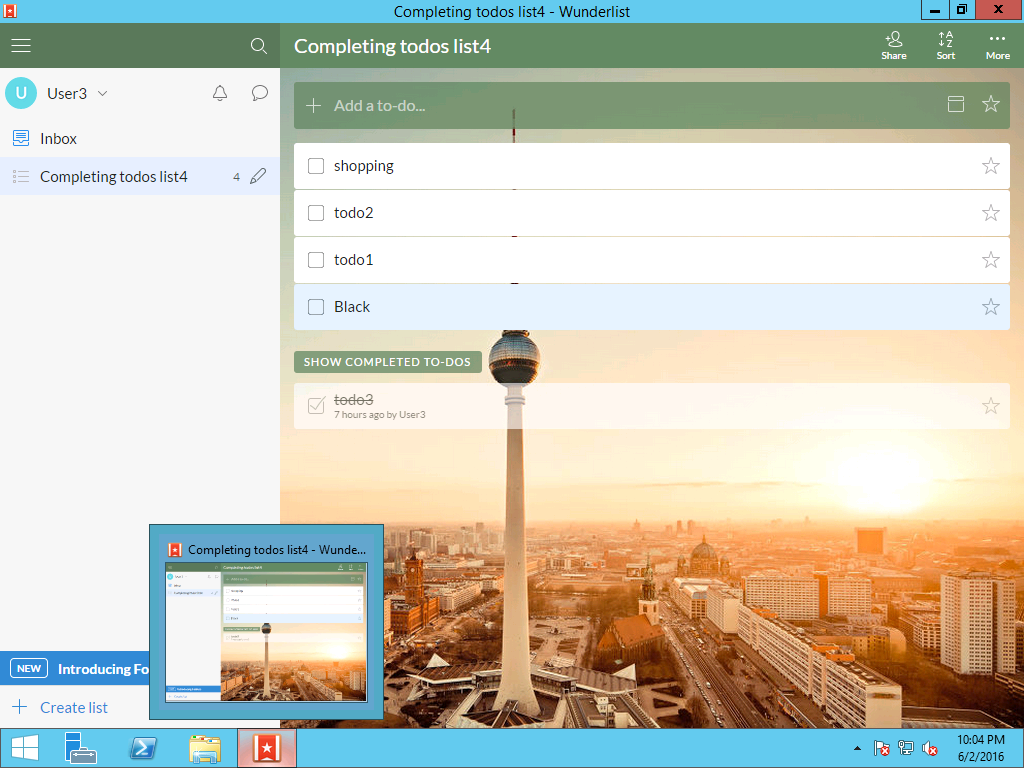 Completing todos list4 - Wunderlist
Completing todos list4
Share
Sort
More
U
User3
Inbox
Completing todos list4
4
Add a to-do...
shopping
todo2
todo1
Black
SHOW COMPLETED TO-DOS
todo3
7 hours ago by User3
Completing todos list4 - Wunde...
NEW
Introducing Fo
Create list
10:04 PM
6/2/2016